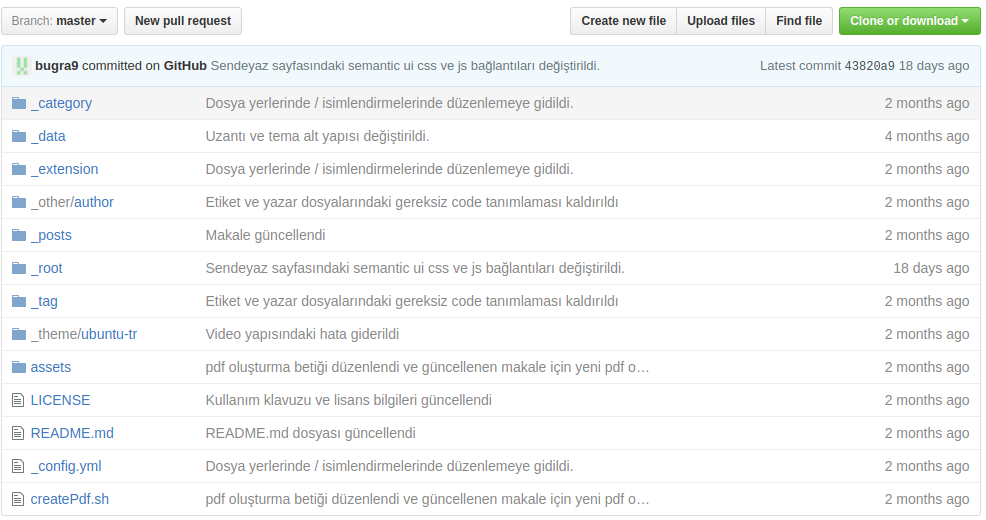 Branch: master New pull request Create new file Upload files Find file Clone or download
bugra9 committed on GitHub Sendeyaz sayfasındaki semantic ui css ve js bağlantıları değiştirildi. Latest commit 43820a9 18 days ago
_category Dosya yerlerinde / isimlendirmelerinde düzenlemeye gidildi. 2 months ago
_data Uzantı ve tema alt yapısı değiştirildi. 4 months ago
_extension Dosya yerlerinde / isimlendirmelerinde düzenlemeye gidildi. 2 months ago
_other/author Etiket ve yazar dosyalarındaki gereksiz code tanımlaması kaldırıldı 2 months ago
_posts Makale güncellendi 2 months ago
_root Sendeyaz sayfasındaki semantic ui css ve js bağlantıları değiştirildi. 18 days ago
_tag Etiket ve yazar dosyalarındaki gereksiz code tanımlaması kaldırıldı 2 months ago
_theme/ubuntu-tr Video yapısındaki hata giderildi 2 months ago
assets pdf oluşturma betiği düzenlendi ve güncellenen makale için yeni pdf o… 2 months ago
LICENSE Kullanım klavuzu ve lisans bilgileri güncellendi 2 months ago
README.md README.md dosyası güncellendi 2 months ago
_config.yml Dosya yerlerinde / isimlendirmelerinde düzenlemeye gidildi. 2 months ago
createPdf.sh pdf oluşturma betiği düzenlendi ve güncellenen makale için yeni pdf o… 2 months ago